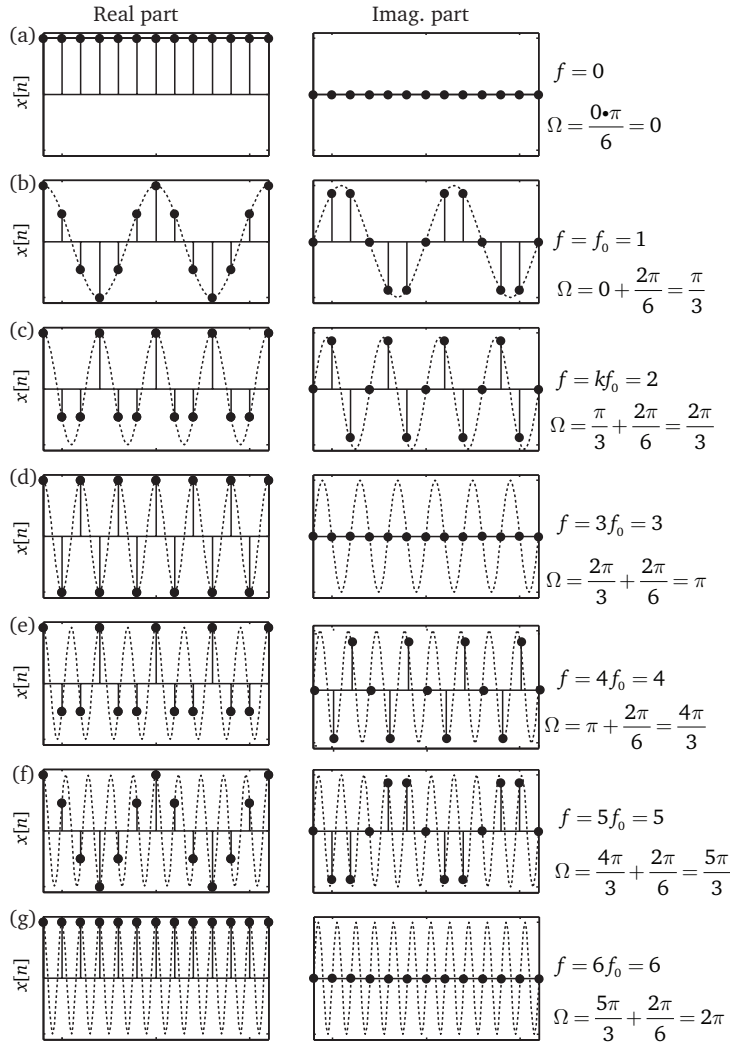 Real part Imag. part
(a)
x[n]
f = 0
Ω = 0•π/6 = 0
(b)
x[n]
f = f₀ = 1
Ω = 0 + 2π/6 = π/3
(c)
x[n]
f = kf₀ = 2
Ω = π/3 + 2π/6 = 2π/3
(d)
x[n]
f = 3f₀ = 3
Ω = 2π/3 + 2π/6 = π
(e)
x[n]
f = 4f₀ = 4
Ω = π + 2π/6 = 4π/3
(f)
x[n]
f = 5f₀ = 5
Ω = 4π/3 + 2π/6 = 5π/3
(g)
x[n]
f = 6f₀ = 6
Ω = 5π/3 + 2π/6 = 2π